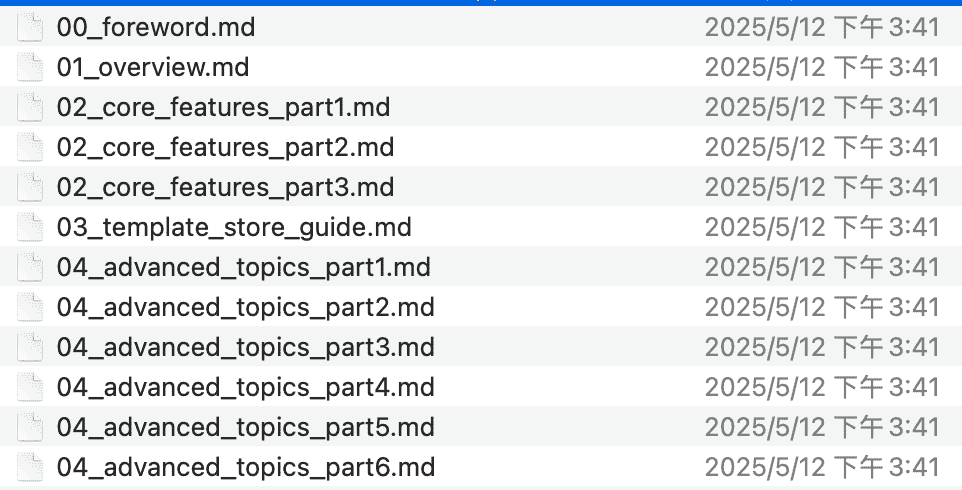 00_foreword.md 2025/5/12 下午 3:41
01_overview.md 2025/5/12 下午 3:41
02_core_features_part1.md 2025/5/12 下午 3:41
02_core_features_part2.md 2025/5/12 下午 3:41
02_core_features_part3.md 2025/5/12 下午 3:41
03_template_store_guide.md 2025/5/12 下午 3:41
04_advanced_topics_part1.md 2025/5/12 下午 3:41
04_advanced_topics_part2.md 2025/5/12 下午 3:41
04_advanced_topics_part3.md 2025/5/12 下午 3:41
04_advanced_topics_part4.md 2025/5/12 下午 3:41
04_advanced_topics_part5.md 2025/5/12 下午 3:41
04_advanced_topics_part6.md 2025/5/12 下午 3:41